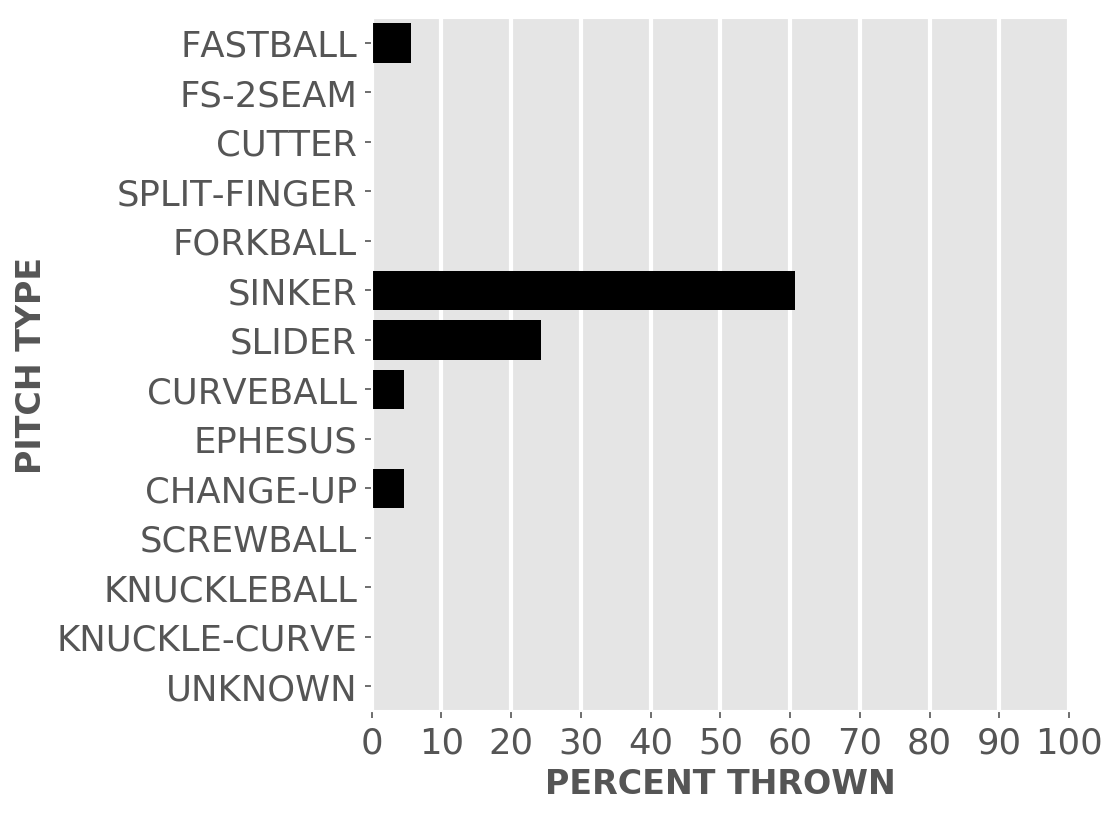 FASTBALL
FS-2SEAM
CUTTER
SPLIT-FINGER
FORKBALL
SINKER
SLIDER
CURVEBALL
EPHESUS
CHANGE-UP
SCREWBALL
KNUCKLEBALL
KNUCKLE-CURVE
UNKNOWN
PITCH TYPE
0 10 20 30 40 50 60 70 80 90 100
PERCENT THROWN